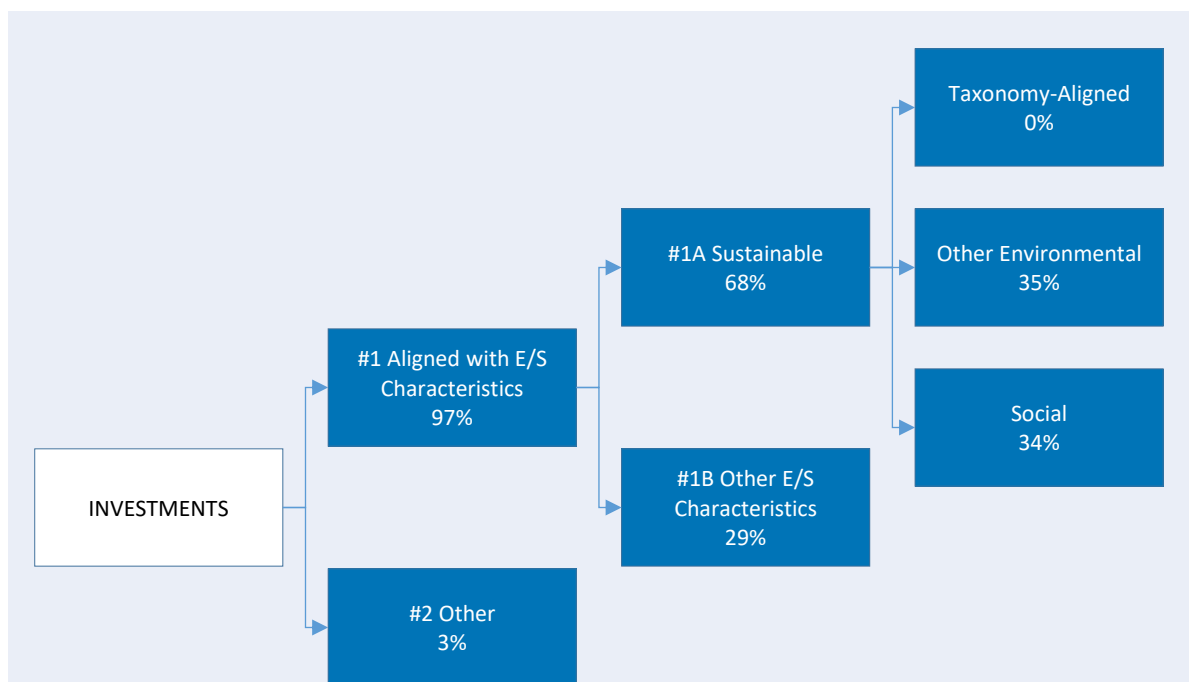 INVESTMENTS
#1 Aligned with E/S
Characteristics
97%
#2 Other
3%
#1A Sustainable
68%
#1B Other E/S
Characteristics
29%
Taxonomy-Aligned
0%
Other Environmental
35%
Social
34%